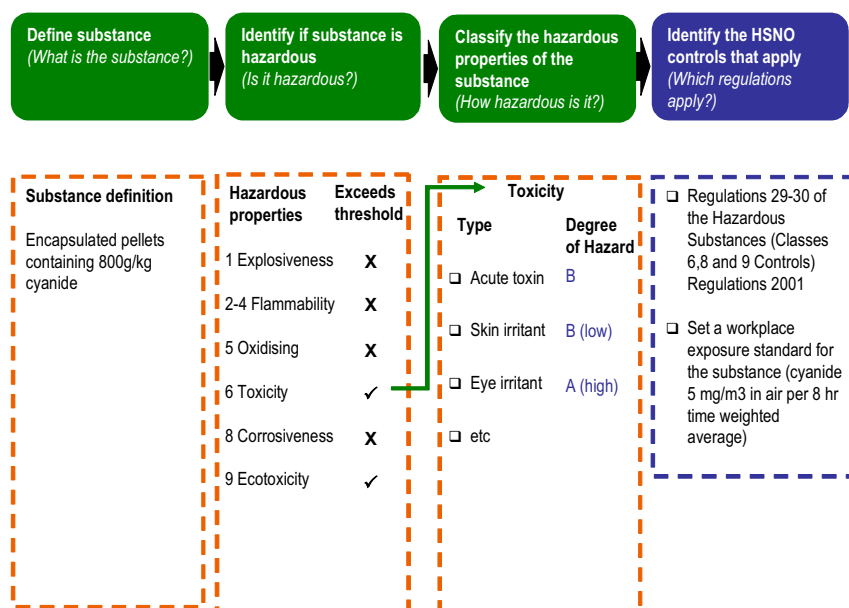 Define substance
(What is the substance?)
Identify if substance is
hazardous
(Is it hazardous?)
Classify the hazardous
properties of the
substance
(How hazardous is it?)
Identify the HSNO
controls that apply
(Which regulations
apply?)
Substance definition
Encapsulated pellets
containing 800g/kg
cyanide
Hazardous Exceeds
properties threshold
1 Explosiveness X
2-4 Flammability X
5 Oxidising X
6 Toxicity ✓
8 Corrosiveness X
9 Ecotoxicity ✓
Toxicity
Type Degree
of Hazard
❑ Acute toxin B
❑ Skin irritant B (low)
❑ Eye irritant A (high)
❑ etc
❑ Regulations 29-30 of
the Hazardous
Substances (Classes
6,8 and 9 Controls)
Regulations 2001
❑ Set a workplace
exposure standard for
the substance (cyanide
5 mg/m3 in air per 8 hr
time weighted
average)